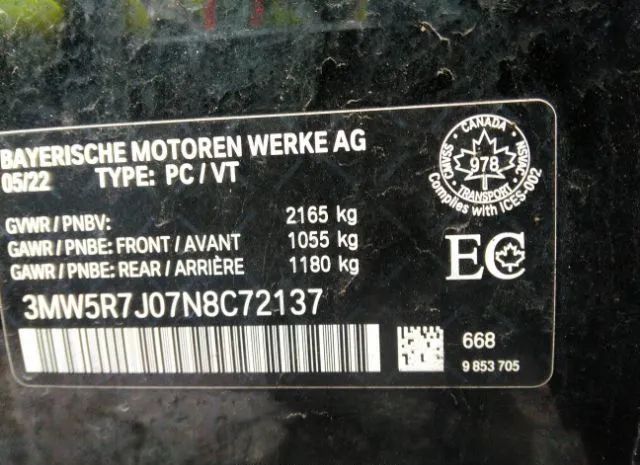 BAYERISCHE MOTOREN WERKE AG
05/22 TYPE: PC / VT
GVWR / PNBV: 2165 kg
GAWR / PNBE: FRONT / AVANT 1055 kg
GAWR / PNBE: REAR / ARRIÈRE 1180 kg
3MW5R7J07N8C72137
CANADA
CMVSS
NSVAC
978
TRANSPORT
Complies with ICES-002
EC
668
9 853 705